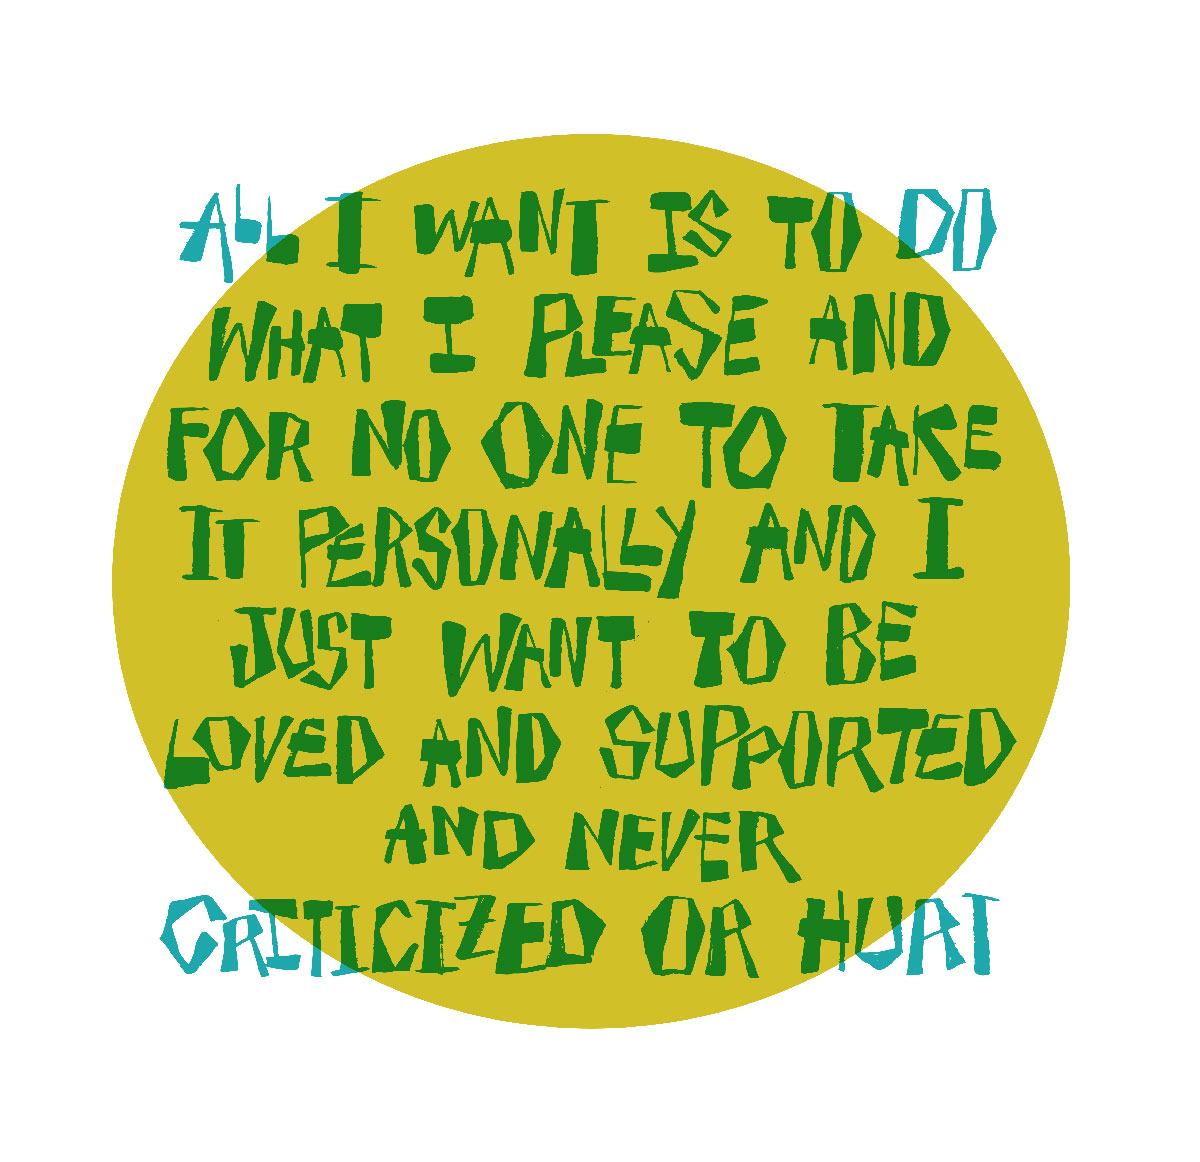 ALL I WANT IS TO DO
WHAT I PLEASE AND
FOR NO ONE TO TAKE
IT PERSONALLY AND I
JUST WANT TO BE
LOVED AND SUPPORTED
AND NEVER
CRITICIZED OR HURT